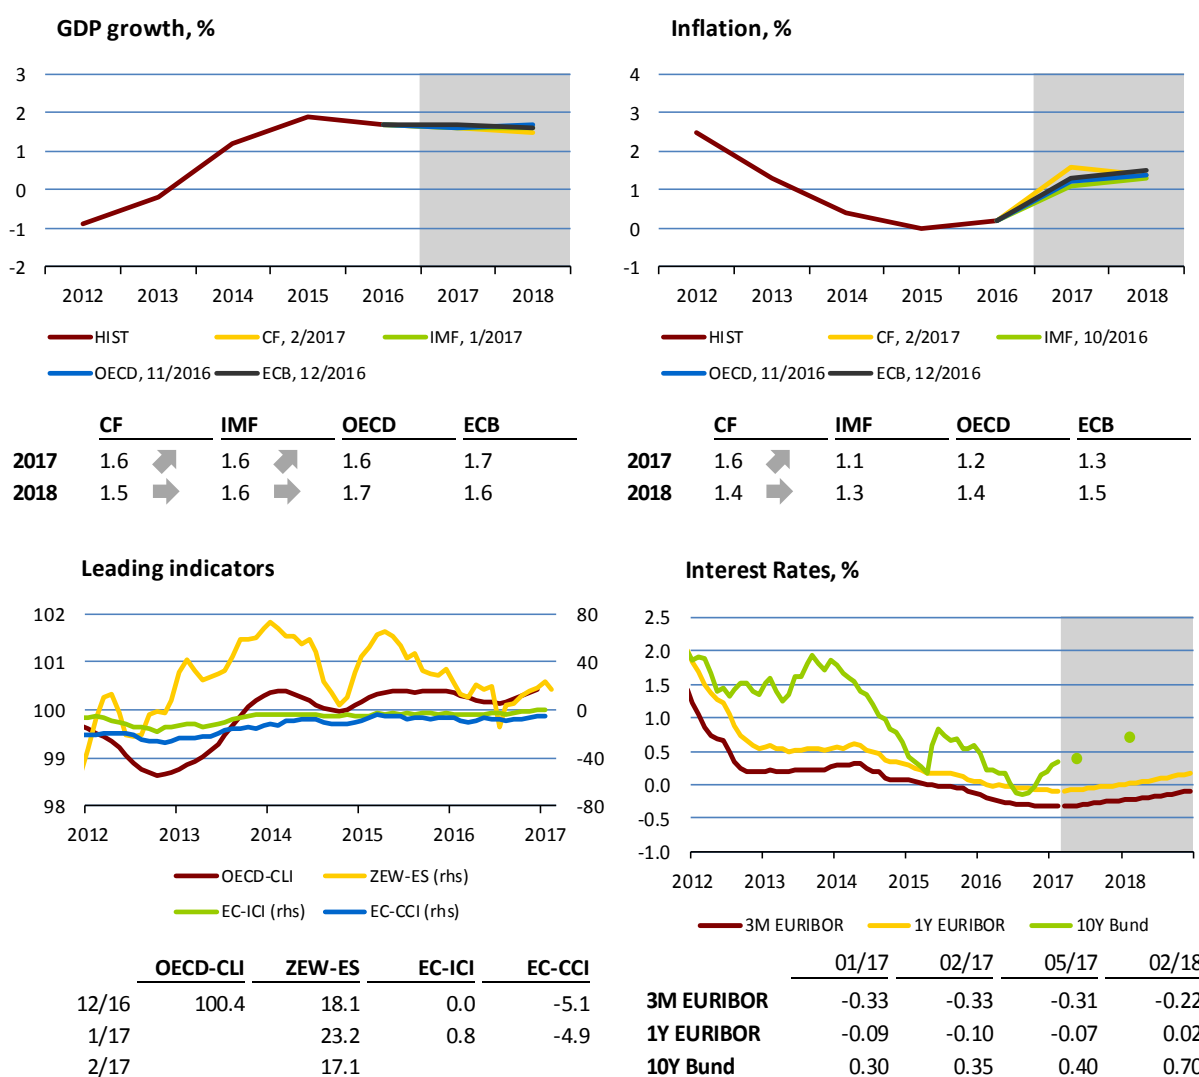 GDP growth, %
3
2
1
0
-1
-2
2012 2013 2014 2015 2016 2017 2018
HIST CF, 2/2017 IMF, 1/2017
OECD, 11/2016 ECB, 12/2016
CF IMF OECD ECB
2017 1.6 1.6 1.6 1.7
2018 1.5 1.6 1.7 1.6
Inflation, %
4
3
2
1
0
-1
2012 2013 2014 2015 2016 2017 2018
HIST CF, 2/2017 IMF, 10/2016
OECD, 11/2016 ECB, 12/2016
CF IMF OECD ECB
2017 1.6 1.1 1.2 1.3
2018 1.4 1.3 1.4 1.5
Leading indicators
102 80
101 40
100 0
99 -40
98 -80
2012 2013 2014 2015 2016 2017
OECD-CLI ZEW-ES (rhs)
EC-ICI (rhs) EC-CCI (rhs)
OECD-CLI ZEW-ES EC-ICI EC-CCI
12/16 100.4 18.1 0.0 -5.1
1/17 23.2 0.8 -4.9
2/17 17.1
Interest Rates, %
2.5
2.0
1.5
1.0
0.5
0.0
-0.5
-1.0
2012 2013 2014 2015 2016 2017 2018
3M EURIBOR 1Y EURIBOR 10Y Bund
01/17 02/17 05/17 02/18
3M EURIBOR -0.33 -0.33 -0.31 -0.22
1Y EURIBOR -0.09 -0.10 -0.07 0.02
10Y Bund 0.30 0.35 0.40 0.70